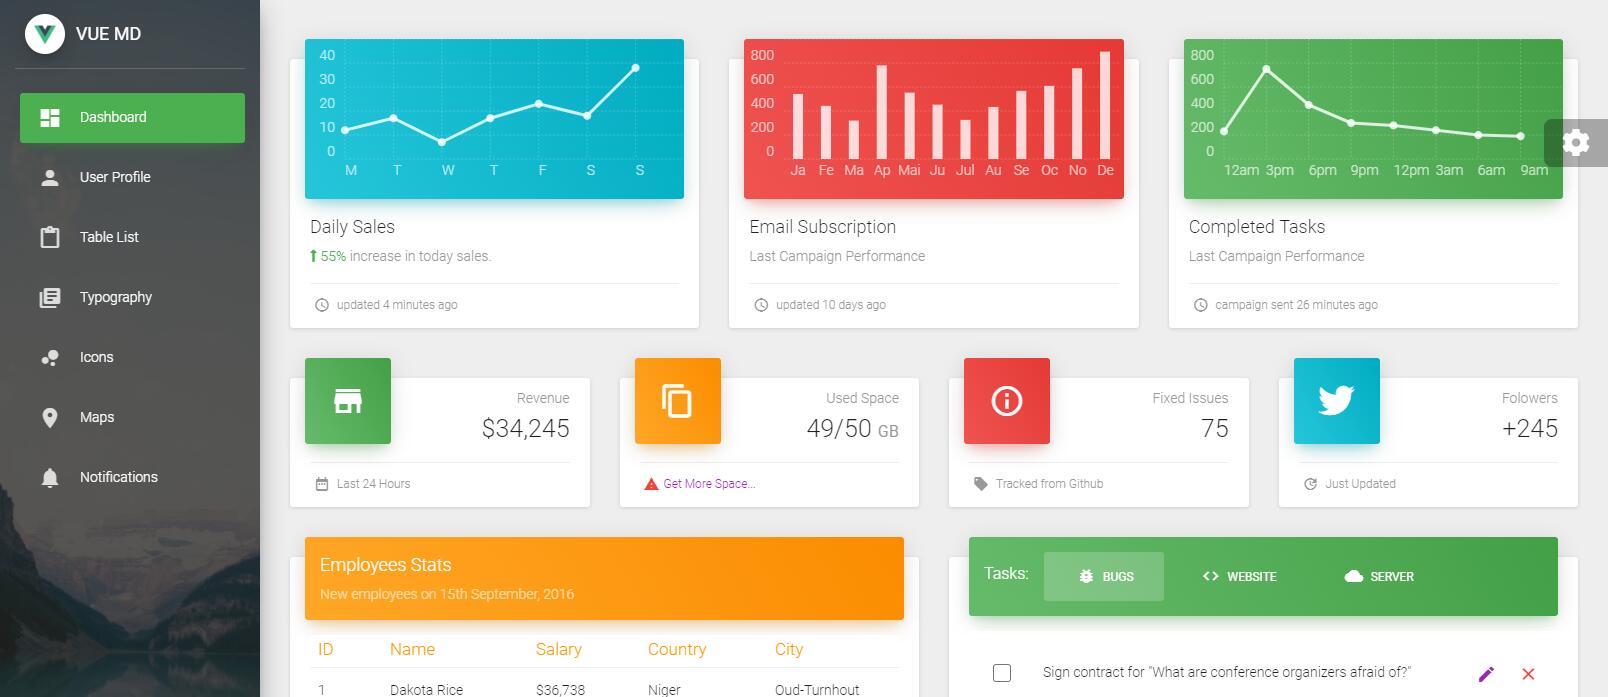 VUE MD
Dashboard
User Profile
Table List
Typography
Icons
Maps
Notifications
40
30
20
10
0
M T W T F S S
Daily Sales
55% increase in today sales.
updated 4 minutes ago
800
600
400
200
0
Ja Fe Ma Ap Mai Ju Jul Au Se Oc No De
Email Subscription
Last Campaign Performance
updated 10 days ago
800
600
400
200
0
12am 3pm 6pm 9pm 12pm 3am 6am 9am
Completed Tasks
Last Campaign Performance
campaign sent 26 minutes ago
Revenue
$34,245
Last 24 Hours
Used Space
49/50 GB
Get More Space...
Fixed Issues
75
Tracked from Github
Folowers
+245
Just Updated
Employees Stats
New employees on 15th September, 2016
ID Name Salary Country City
1 Dakota Rice $36,738 Niger Oud-Turnhout
Tasks: BUGS WEBSITE SERVER
Sign contract for "What are conference organizers afraid of?"